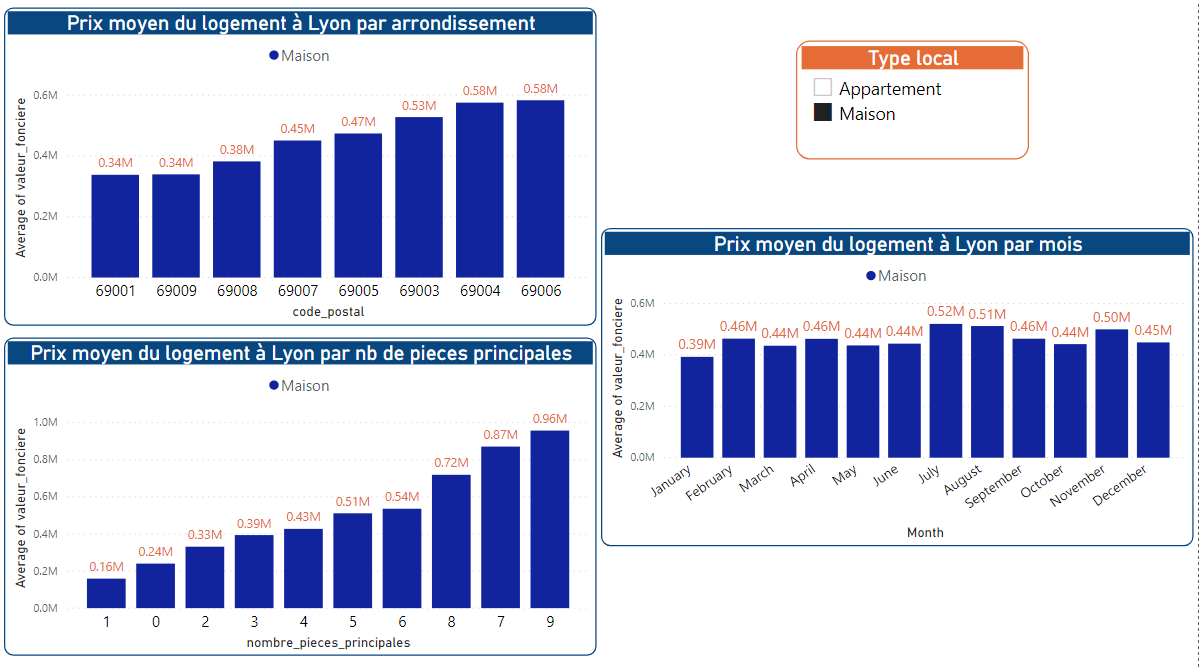 Prix moyen du logement à Lyon par arrondissement
Maison
Average of valeur_fonciere
0.6M
0.4M
0.2M
0.0M
0.34M 0.34M 0.38M 0.45M 0.47M 0.53M 0.58M 0.58M
69001 69009 69008 69007 69005 69003 69004 69006
code_postal
Type local
Appartement
Maison
Prix moyen du logement à Lyon par mois
Maison
Average of valeur_fonciere
0.6M
0.4M
0.2M
0.0M
0.39M 0.46M 0.44M 0.46M 0.44M 0.44M 0.52M 0.51M 0.46M 0.44M 0.50M 0.45M
January February March April May June July August September October November December
Month
Prix moyen du logement à Lyon par nb de pieces principales
Maison
Average of valeur_fonciere
1.0M
0.8M
0.6M
0.4M
0.2M
0.0M
0.16M 0.24M 0.33M 0.39M 0.43M 0.51M 0.54M 0.72M 0.87M 0.96M
1 0 2 3 4 5 6 8 7 9
nombre_pieces_principales